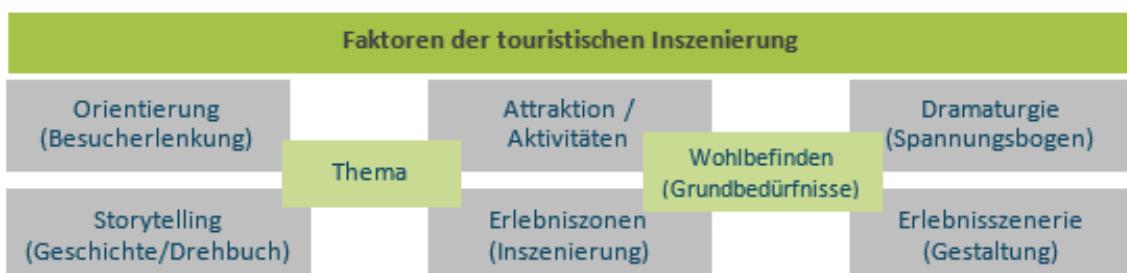 Faktoren der touristischen Inszenierung
Orientierung
(Besucherlenkung)
Attraktion /
Aktivitäten
Dramaturgie
(Spannungsbogen)
Thema
Wohlbefinden
(Grundbedürfnisse)
Storytelling
(Geschichte/Drehbuch)
Erlebniszonen
(Inszenierung)
Erlebnisszenerie
(Gestaltung)